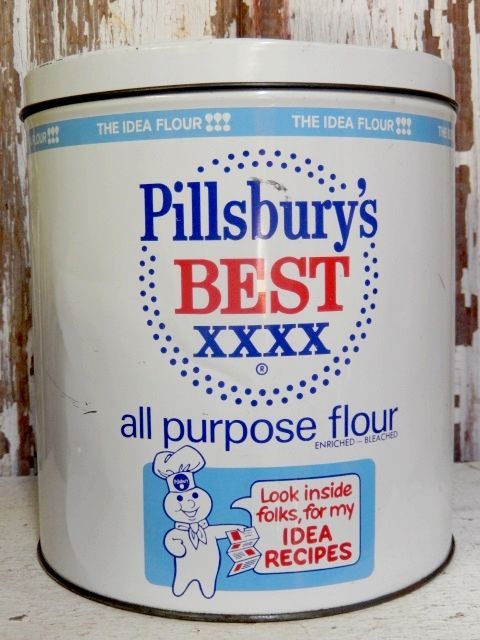 THE IDEA FLOUR !!! THE IDEA FLOUR !!!
Pillsbury's
BEST
XXXX
®
all purpose flour
ENRICHED — BLEACHED
Pillsbury's
Look inside
folks, for my
IDEA
RECIPES